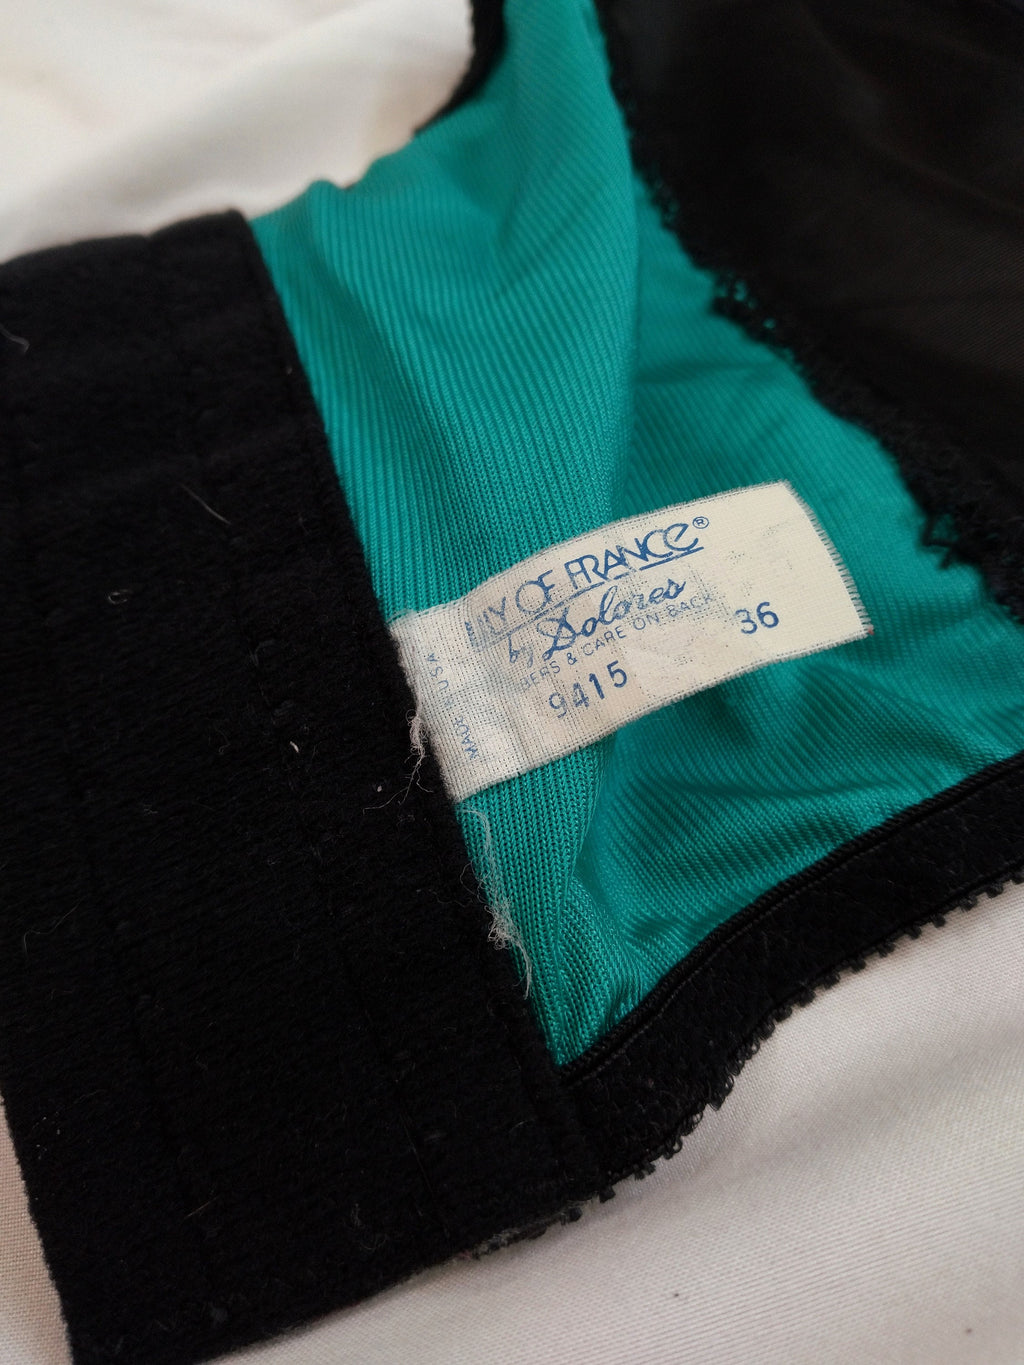 LILY OF FRANCE®
by Dolores
FIBERS & CARE ON BACK
9415 36
MADE IN U.S.A.